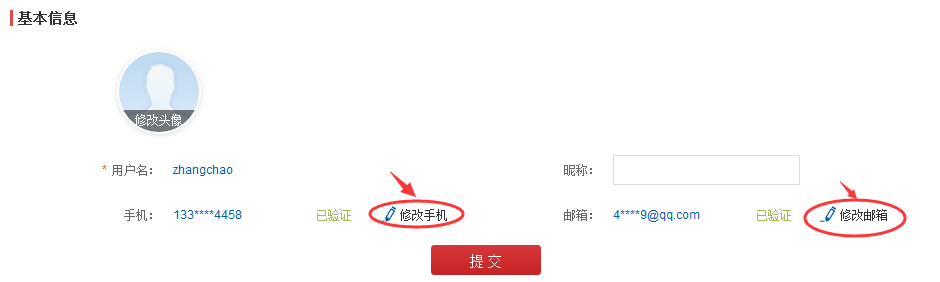 基本信息
修改头像
* 用户名: zhangchao 昵称:
手机: 133****4458 已验证 修改手机 邮箱: 4****9@qq.com 已验证 修改邮箱
提 交